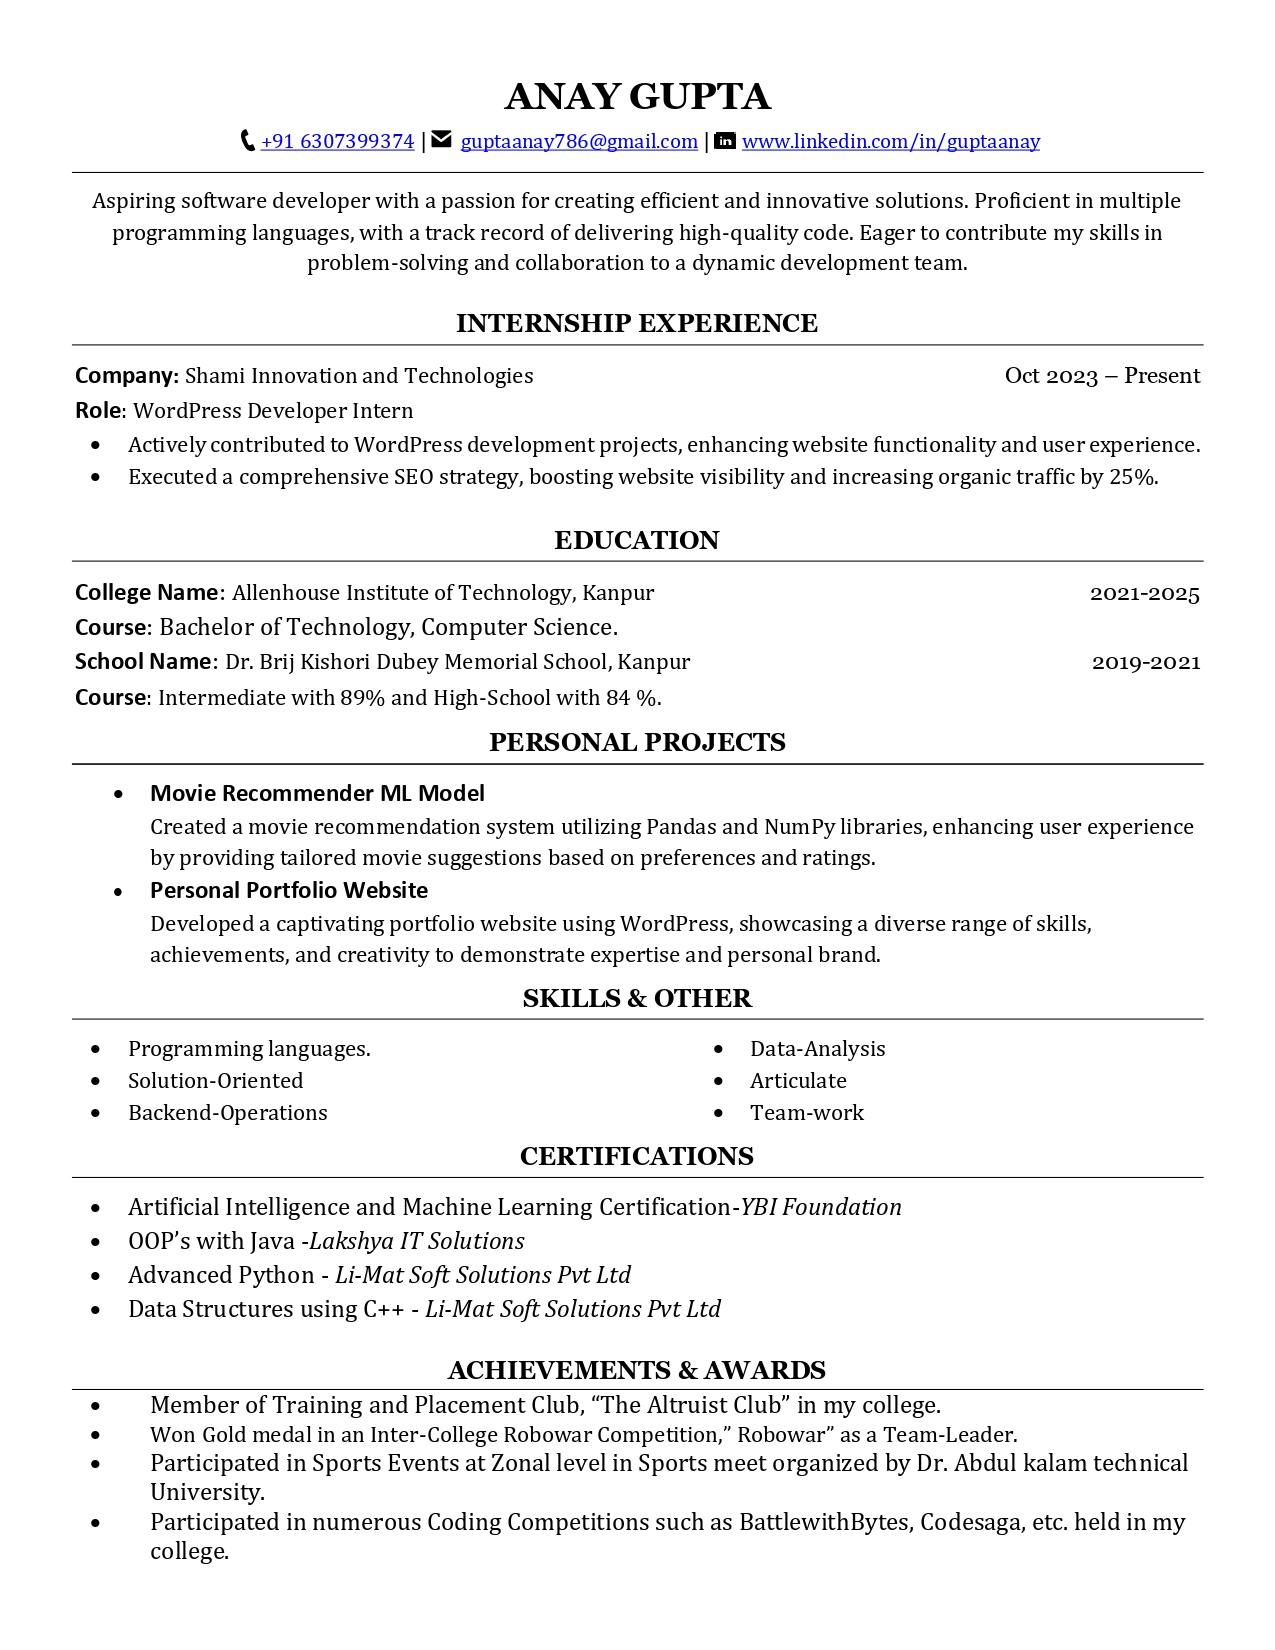 ANAY GUPTA
+91 6307399374 | guptaanay786@gmail.com | www.linkedin.com/in/guptaanay
Aspiring software developer with a passion for creating efficient and innovative solutions. Proficient in multiple
programming languages, with a track record of delivering high-quality code. Eager to contribute my skills in
problem-solving and collaboration to a dynamic development team.
INTERNSHIP EXPERIENCE
Company: Shami Innovation and Technologies Oct 2023 – Present
Role: WordPress Developer Intern
• Actively contributed to WordPress development projects, enhancing website functionality and user experience.
• Executed a comprehensive SEO strategy, boosting website visibility and increasing organic traffic by 25%.
EDUCATION
College Name: Allenhouse Institute of Technology, Kanpur 2021-2025
Course: Bachelor of Technology, Computer Science.
School Name: Dr. Brij Kishori Dubey Memorial School, Kanpur 2019-2021
Course: Intermediate with 89% and High-School with 84 %.
PERSONAL PROJECTS
• Movie Recommender ML Model
Created a movie recommendation system utilizing Pandas and NumPy libraries, enhancing user experience
by providing tailored movie suggestions based on preferences and ratings.
• Personal Portfolio Website
Developed a captivating portfolio website using WordPress, showcasing a diverse range of skills,
achievements, and creativity to demonstrate expertise and personal brand.
SKILLS & OTHER
• Programming languages.
• Solution-Oriented
• Backend-Operations
• Data-Analysis
• Articulate
• Team-work
CERTIFICATIONS
• Artificial Intelligence and Machine Learning Certification-YBI Foundation
• OOP’s with Java -Lakshya IT Solutions
• Advanced Python - Li-Mat Soft Solutions Pvt Ltd
• Data Structures using C++ - Li-Mat Soft Solutions Pvt Ltd
ACHIEVEMENTS & AWARDS
• Member of Training and Placement Club, “The Altruist Club” in my college.
• Won Gold medal in an Inter-College Robowar Competition,” Robowar” as a Team-Leader.
• Participated in Sports Events at Zonal level in Sports meet organized by Dr. Abdul kalam technical
University.
• Participated in numerous Coding Competitions such as BattlewithBytes, Codesaga, etc. held in my
college.